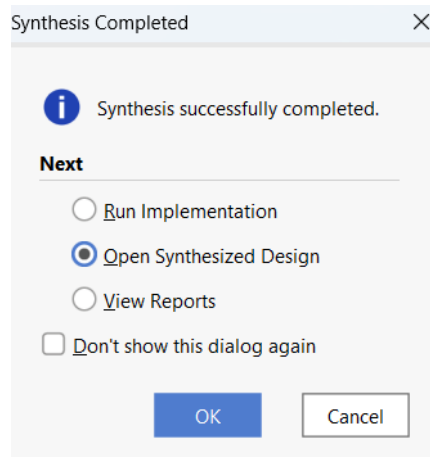 Synthesis Completed
Synthesis successfully completed.
Next
Run Implementation
Open Synthesized Design
View Reports
Don't show this dialog again
OK
Cancel